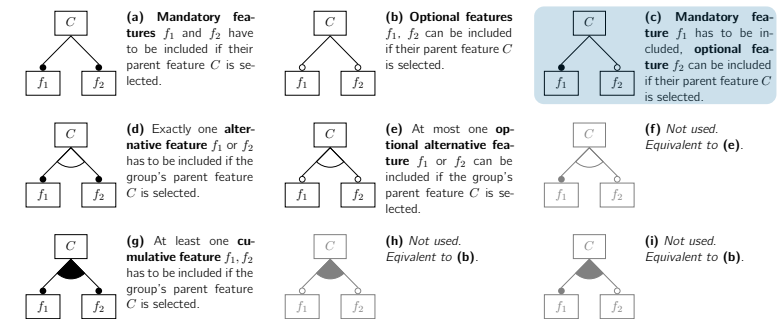 C
f1
f2
(a) Mandatory fea-
tures f1 and f2 have
to be included if their
parent feature C is se-
lected.
C
f1
f2
(b) Optional features
f1, f2 can be included
if their parent feature C
is selected.
C
f1
f2
(c) Mandatory fea-
ture f1 has to be in-
cluded, optional fea-
ture f2 can be included
if their parent feature C
is selected.
C
f1
f2
(d) Exactly one alter-
native feature f1 or f2
has to be included if the
group's parent feature
C is selected.
C
f1
f2
(e) At most one op-
tional alternative fea-
ture f1 or f2 can be
included if the group's
parent feature C is se-
lected.
C
f1
f2
(f) Not used.
Equivalent to (e).
C
f1
f2
(g) At least one cu-
mulative feature f1, f2
has to be included if the
group's parent feature
C is selected.
C
f1
f2
(h) Not used.
Eqivalent to (b).
C
f1
f2
(i) Not used.
Equivalent to (b).